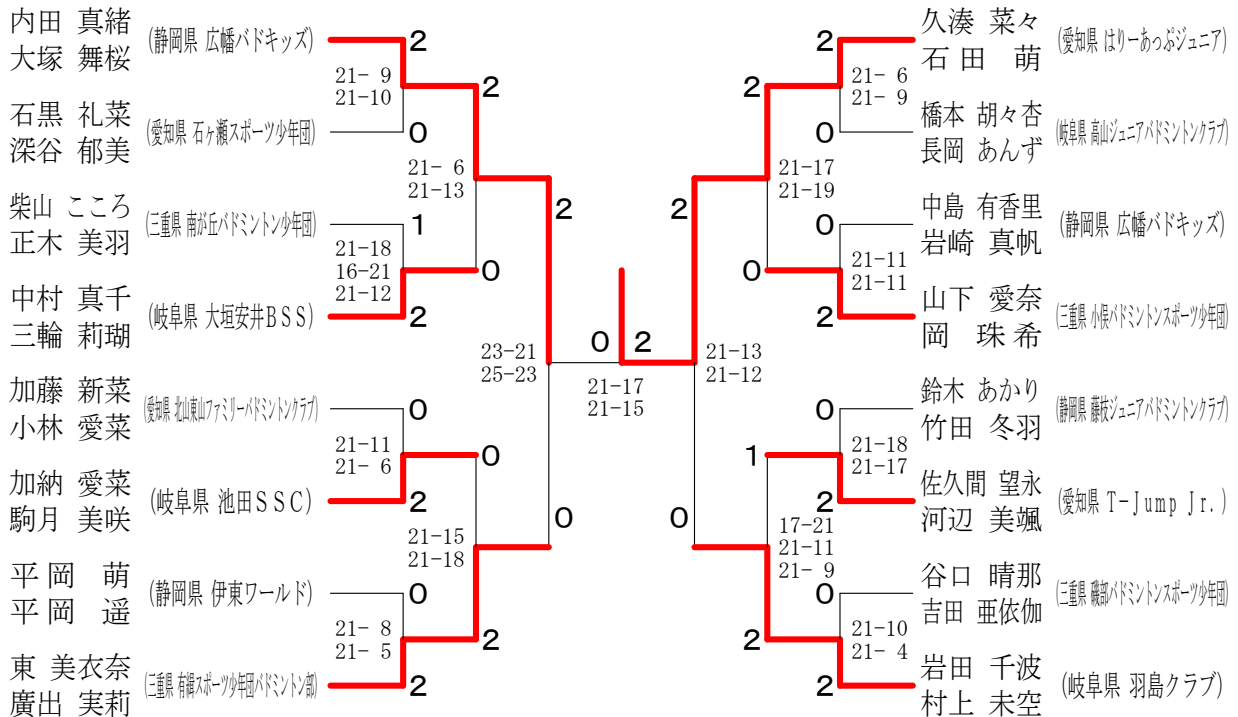 内田 真緒
大塚 舞桜
(静岡県 広幡バドキッズ)
2
21- 9
21-10
石黒 礼菜
深谷 郁美
(愛知県 石ヶ瀬スポーツ少年団)
0
2
21- 6
21-13
柴山 こころ
正木 美羽
(三重県 南が丘バドミントン少年団)
1
21-18
16-21
21-12
0
中村 真千
三輪 莉瑚
(岐阜県 大垣安井BSS)
2
2
23-21
25-23
加藤 新菜
小林 愛菜
(愛知県 北山東山ファミリーバドミントンクラブ)
0
21-11
21- 6
0
加納 愛菜
駒月 美咲
(岐阜県 池田SSC)
2
21-15
21-18
0
平岡 萌
平岡 遥
(静岡県 伊東ワールド)
0
21- 8
21- 5
2
東 美衣奈
廣出 実莉
(三重県 有緝スポーツ少年団バドミントン部)
2
0 2
21-17
21-15
久湊 菜々
石田 萌
(愛知県 はりーあっぷジュニア)
2
21- 6
21- 9
2
橋本 胡々杏
長岡 あんず
(岐阜県 高山ジュニアバドミントンクラブ)
0
21-17
21-19
2
中島 有香里
岩崎 真帆
(静岡県 広幡バドキッズ)
0
21-11
21-11
0
山下 愛奈
岡 珠希
(三重県 小俣バドミントンスポーツ少年団)
2
21-13
21-12
鈴木 あかり
竹田 冬羽
(静岡県 藤枝ジュニアバドミントンクラブ)
0
21-18
21-17
1
佐久間 望永
河辺 美颯
(愛知県 T-Jump Jr.)
2
17-21
21-11
21- 9
0
谷口 晴那
吉田 亜依伽
(三重県 磯部バドミントンスポーツ少年団)
0
21-10
21- 4
2
岩田 千波
村上 未空
(岐阜県 羽島クラブ)
2